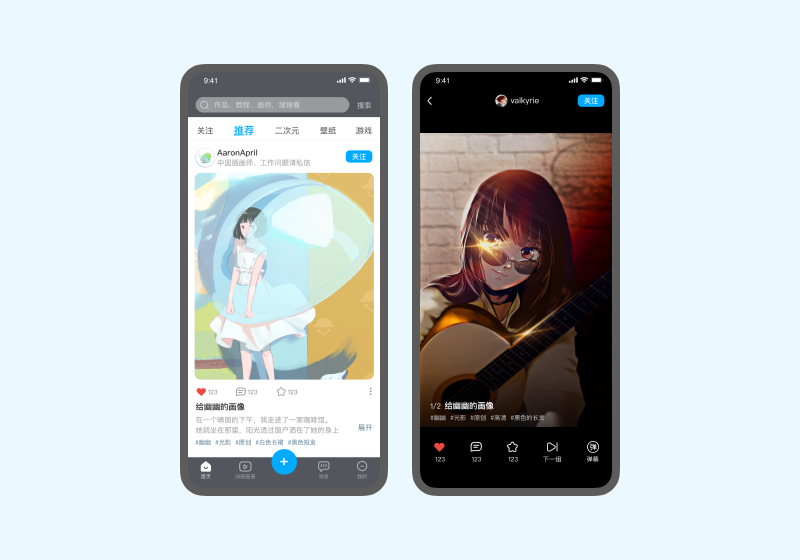 9:41
作品、教程、画师、搜搜看
搜索
关注
推荐
二次元
壁纸
游戏
AaronApril
中国插画师，工作问题请私信
关注
123
123
123
给幽幽的画像
在一个晴朗的下午，我走进了一家咖啡馆。
她就坐在那里，阳光透过窗户洒在了她的身上
展开
#幽幽 #光影 #原创 #白色长裙 #黑色短发
首页
消息
我的
9:41
valkyrie
关注
1/2 给幽幽的画像
#幽幽 #光影 #原创 #高清 #黑色的长发
123
123
123
下一组
弹
弹幕